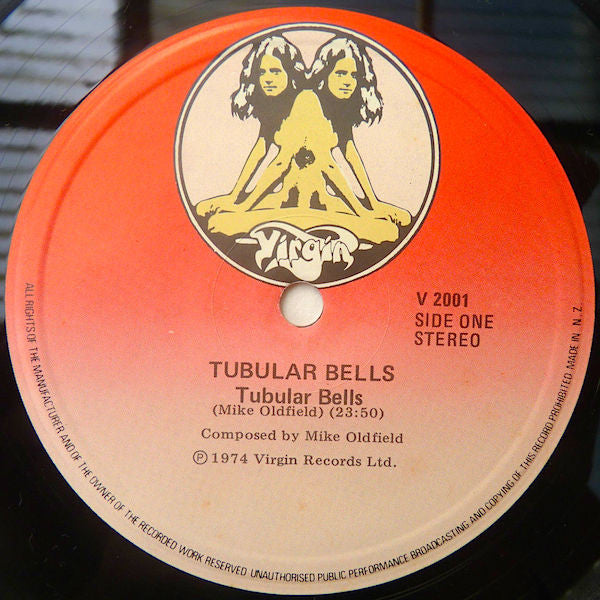 Virgin
V 2001
SIDE ONE
STEREO
TUBULAR BELLS
Tubular Bells
(Mike Oldfield) (23:50)
Composed by Mike Oldfield
Ⓟ 1974 Virgin Records Ltd.
ALL RIGHTS OF THE MANUFACTURER AND OF THE OWNER OF THE RECORDED WORK RESERVED UNAUTHORISED PUBLIC PERFORMANCE BROADCASTING AND COPYING OF THIS RECORD PROHIBITED. MADE IN N.Z.